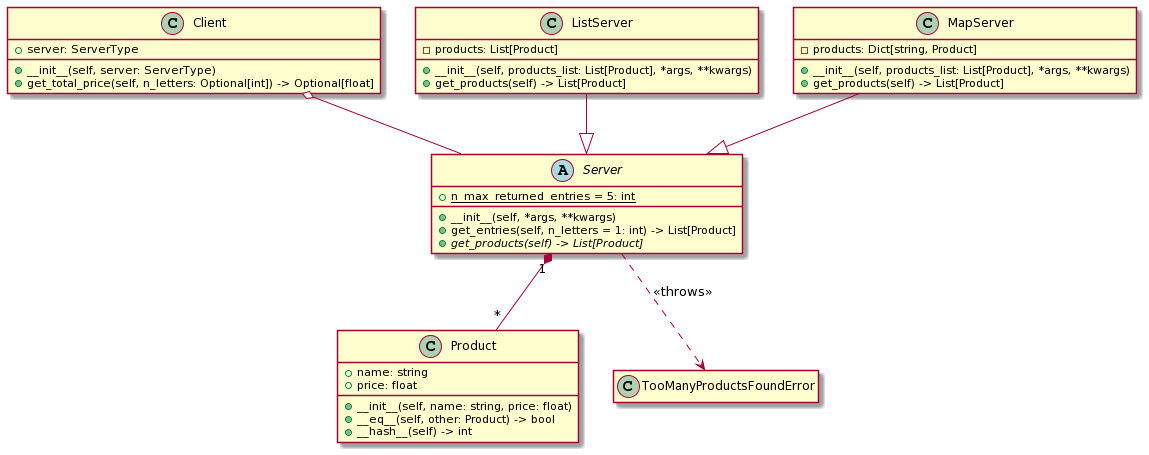 C Client
server: ServerType
__init__(self, server: ServerType)
get_total_price(self, n_letters: Optional[int]) -> Optional[float]
C ListServer
products: List[Product]
__init__(self, products_list: List[Product], *args, **kwargs)
get_products(self) -> List[Product]
C MapServer
products: Dict[string, Product]
__init__(self, products_list: List[Product], *args, **kwargs)
get_products(self) -> List[Product]
A Server
n_max_returned_entries = 5: int
__init__(self, *args, **kwargs)
get_entries(self, n_letters = 1: int) -> List[Product]
get_products(self) -> List[Product]
1
«throws»
*
C Product
name: string
price: float
__init__(self, name: string, price: float)
__eq__(self, other: Product) -> bool
__hash__(self) -> int
C TooManyProductsFoundError